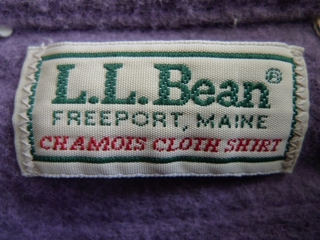 L.L.Bean®
FREEPORT, MAINE
CHAMOIS CLOTH SHIRT